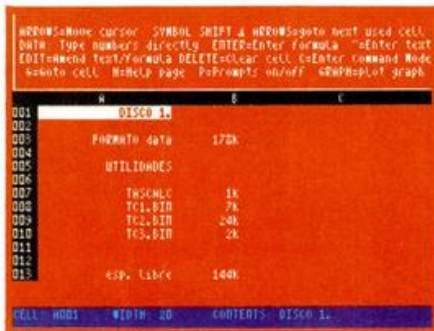 ARROWS=Move cursor SYMBOL SHIFT & ARROWS=goto next used cell
DATA: Type numbers directly ENTER=Enter formula "=Enter text
EDIT=Amend text/formula DELETE=Clear cell C=Enter Command Mode
G=Goto cell H=Help page P=Prompts on/off GRAPH=plot graph
A B C
001 DISCO 1.
002
003 FORMATO data 178k
004
005 UTILIDADES
006
007 TASCALC 1k
008 TC1.BIN 7k
009 TC2.BIN 24k
010 TC3.BIN 2k
011
012
013 esp. libre 144k
CELL: A001 WIDTH 20 CONTENTS DISCO 1.